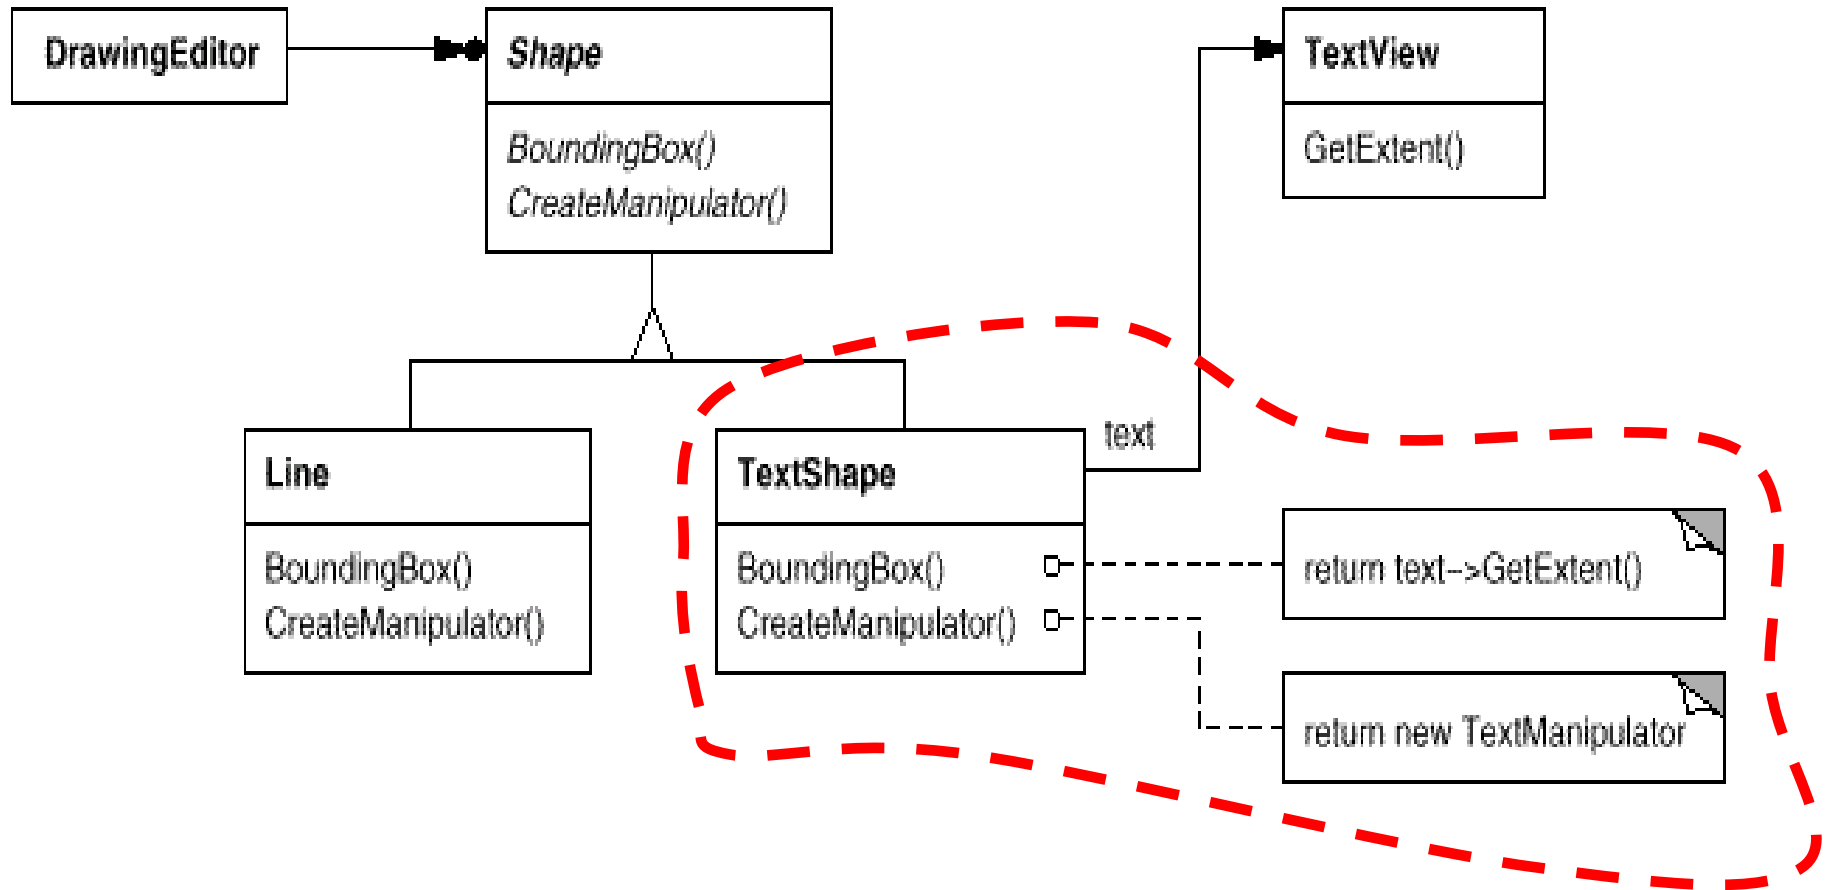 DrawingEditor
Shape
BoundingBox()
CreateManipulator()
TextView
GetExtent()
Line
BoundingBox()
CreateManipulator()
TextShape
BoundingBox()
CreateManipulator()
text
return text-->GetExtent()
return new TextManipulator